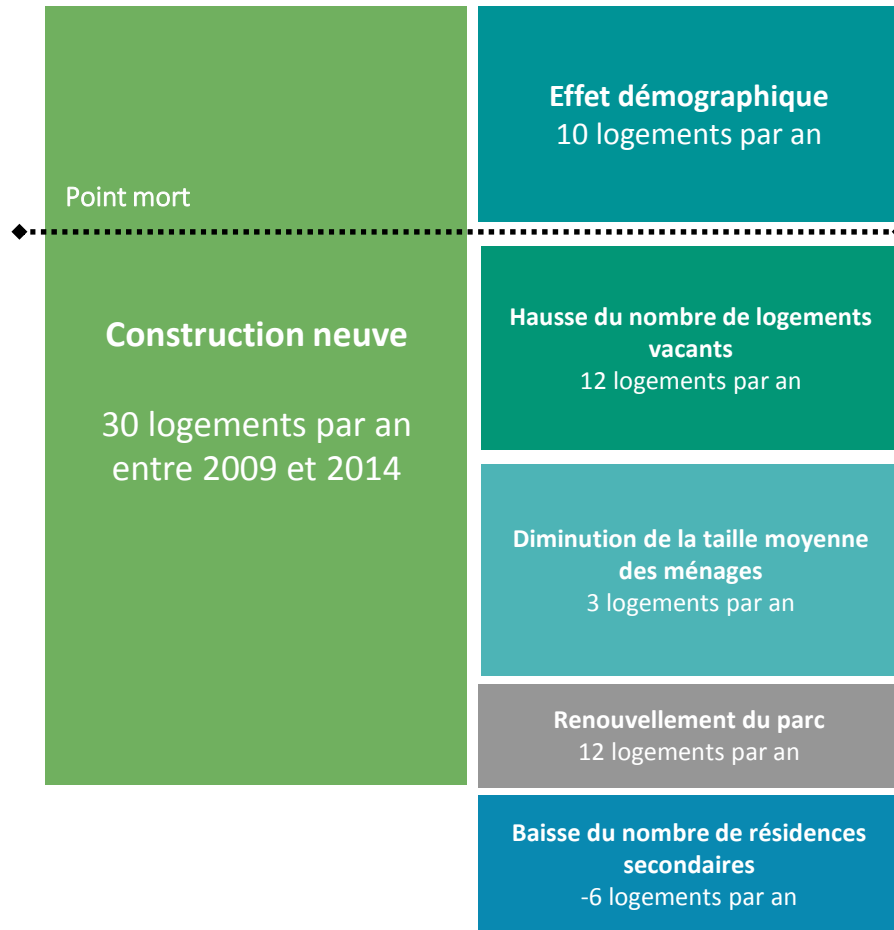 Point mort
Construction neuve
30 logements par an
entre 2009 et 2014
Effet démographique
10 logements par an
Hausse du nombre de logements
vacants
12 logements par an
Diminution de la taille moyenne
des ménages
3 logements par an
Renouvellement du parc
12 logements par an
Baisse du nombre de résidences
secondaires
-6 logements par an